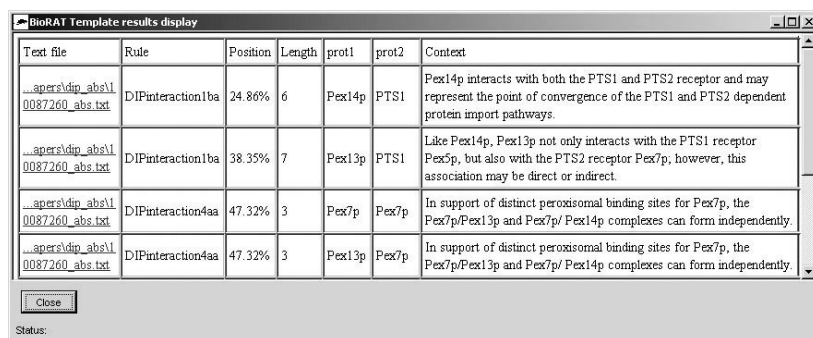 BioRAT Template results display
Text file Rule Position Length prot1 prot2 Context
...apers\dip_abs\1 DIPinteraction1ba 24.86% 6 Pex14p PTS1 Pex14p interacts with both the PTS1 and PTS2 receptor and may
0087260_abs.txt represent the point of convergence of the PTS1 and PTS2 dependent
protein import pathways.
...apers\dip_abs\1 DIPinteraction1ba 38.35% 7 Pex13p PTS1 Like Pex14p, Pex13p not only interacts with the PTS1 receptor
0087260_abs.txt Pex5p, but also with the PTS2 receptor Pex7p; however, this
association may be direct or indirect.
...apers\dip_abs\1 DIPinteraction4aa 47.32% 3 Pex7p Pex7p In support of distinct peroxisomal binding sites for Pex7p, the
0087260_abs.txt Pex7p/Pex13p and Pex7p/ Pex14p complexes can form independently.
...apers\dip_abs\1 DIPinteraction4aa 47.32% 3 Pex13p Pex7p In support of distinct peroxisomal binding sites for Pex7p, the
0087260_abs.txt Pex7p/Pex13p and Pex7p/ Pex14p complexes can form independently.
Close
Status: